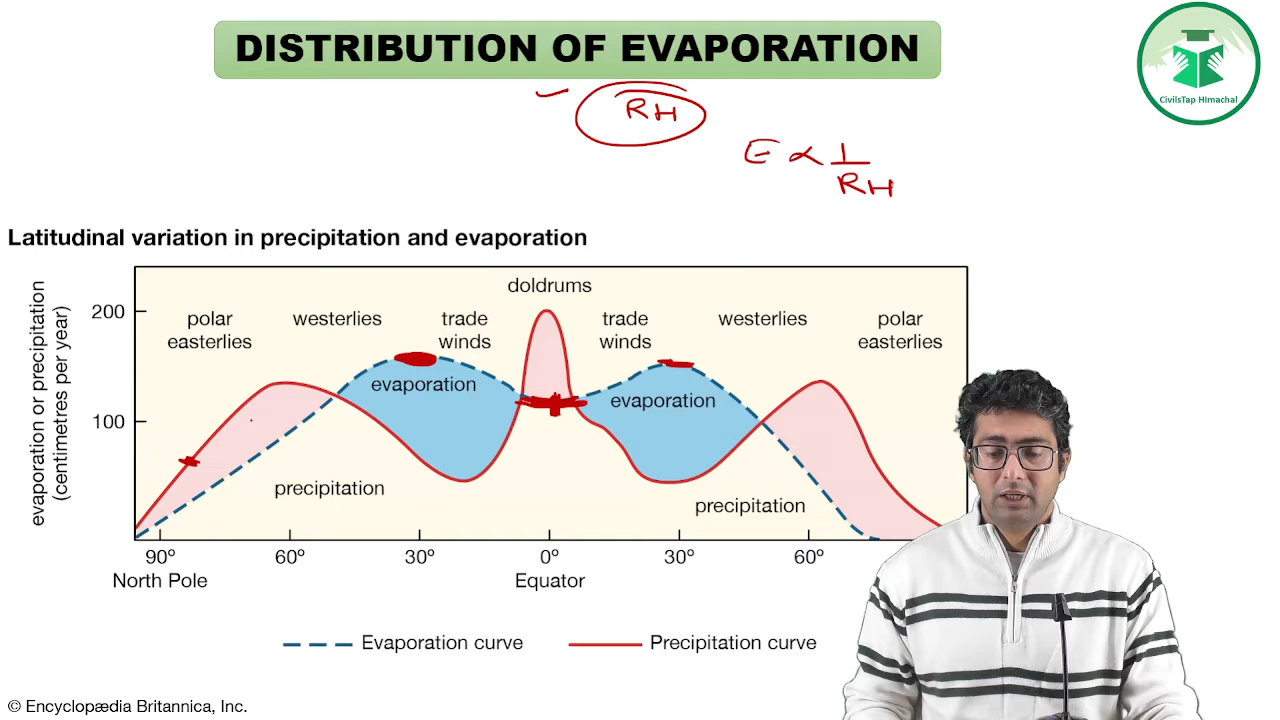 DISTRIBUTION OF EVAPORATION
CivilsTap Himachal
RH
E ∝ 1/RH
Latitudinal variation in precipitation and evaporation
evaporation or precipitation
(centimetres per year)
200
100
doldrums
polar
easterlies
westerlies
trade
winds
trade
winds
westerlies
polar
easterlies
evaporation
evaporation
precipitation
precipitation
90° 60° 30° 0° 30° 60°
North Pole Equator
Evaporation curve Precipitation curve
© Encyclopædia Britannica, Inc.